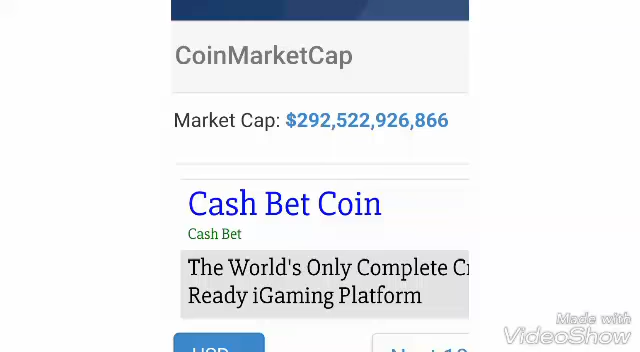 CoinMarketCap
Market Cap: $292,522,926,866
Cash Bet Coin
Cash Bet
The World's Only Complete
Ready iGaming Platform
USD
Made with
VideoShow